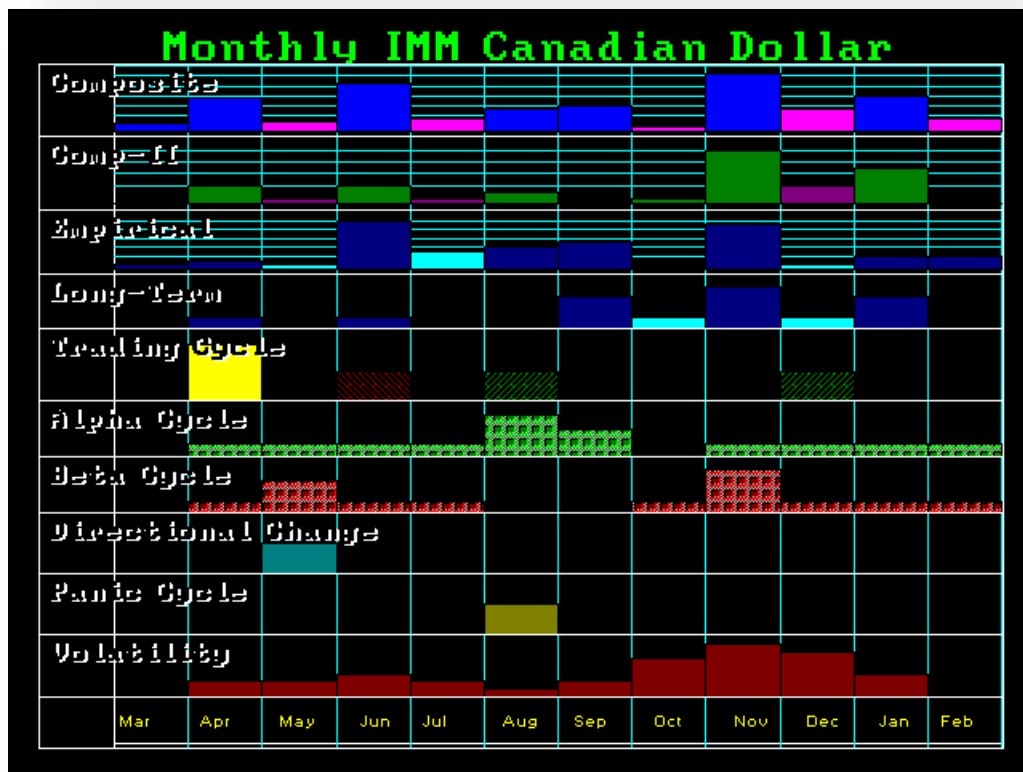 Monthly IMM Canadian Dollar
Composite
Comp-II
Empirical
Long-Term
Trading Cycle
Alpha Cycle
Beta Cycle
Directional Change
Panic Cycle
Volatility
Mar Apr May Jun Jul Aug Sep Oct Nov Dec Jan Feb